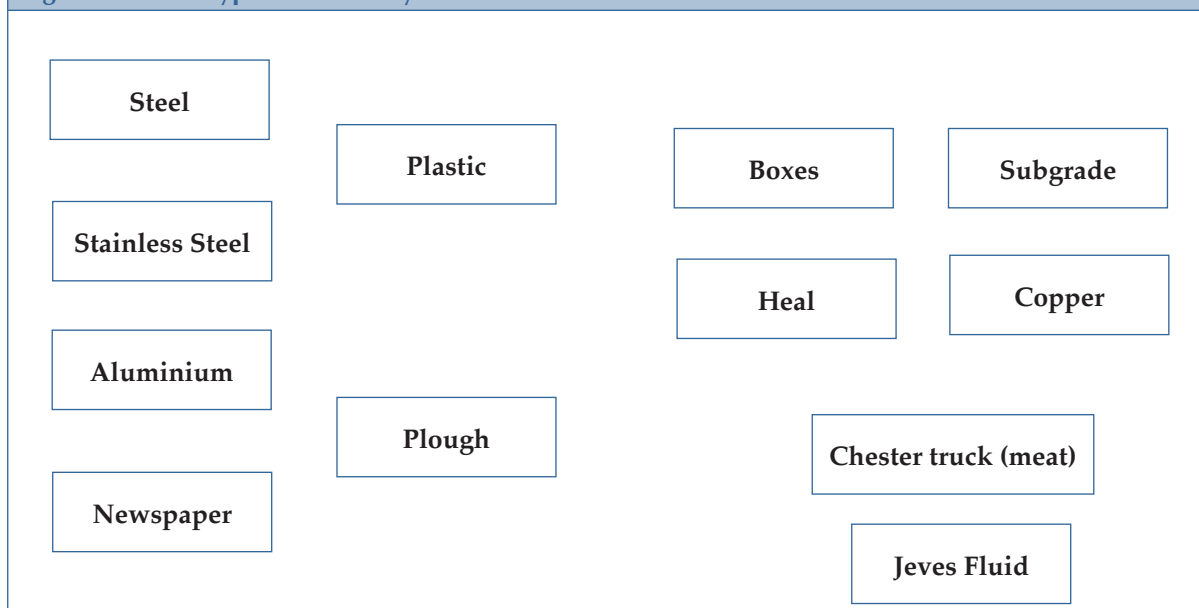 Steel
Plastic
Boxes
Subgrade
Stainless Steel
Heal
Copper
Aluminium
Plough
Chester truck (meat)
Newspaper
Jeves Fluid